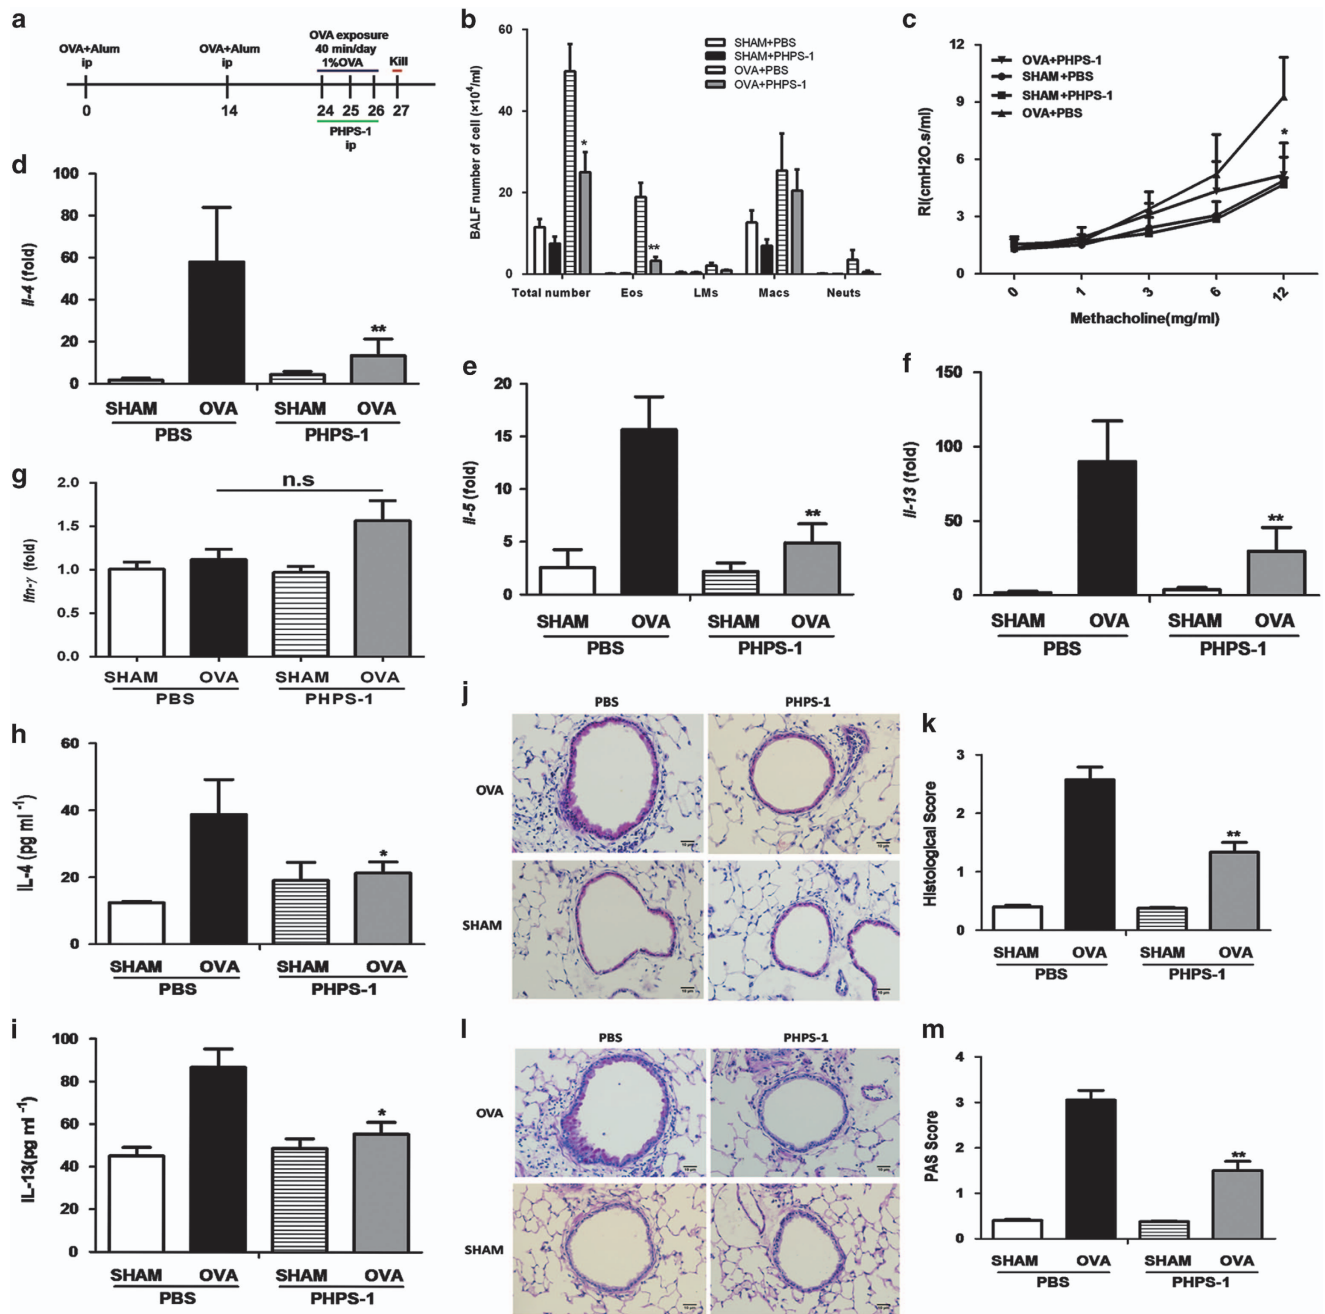 a
OVA+Alum
ip
OVA+Alum
ip
OVA exposure
40 min/day
1%OVA
Kill
0
14
24
25
26
27
PHPS-1
ip
b
BALF number of cell (×10⁴/ml)
60
40
20
0
SHAM+PBS
SHAM+PHPS-1
OVA+PBS
OVA+PHPS-1
*
**
Total number
Eos
LMs
Macs
Neuts
c
RI(cmH2O.s/ml)
12
9
6
3
0
OVA+PHPS-1
SHAM+PBS
SHAM+PHPS-1
OVA+PBS
*
0
1
3
6
12
Methacholine(mg/ml)
d
Il-4 (fold)
100
80
60
40
20
0
**
SHAM OVA SHAM OVA
PBS PHPS-1
e
Il-5 (fold)
20
15
10
5
0
**
SHAM OVA SHAM OVA
PBS PHPS-1
f
Il-13 (fold)
150
100
50
0
**
SHAM OVA SHAM OVA
PBS PHPS-1
g
Ifn-γ (fold)
2.0
1.5
1.0
0.5
0.0
n.s
SHAM OVA SHAM OVA
PBS PHPS-1
h
IL-4 (pg ml ⁻¹)
60
40
20
0
*
SHAM OVA SHAM OVA
PBS PHPS-1
i
IL-13(pg ml ⁻¹)
100
80
60
40
20
0
*
SHAM OVA SHAM OVA
PBS PHPS-1
j
PBS PHPS-1
OVA
SHAM
k
Histological Score
3
2
1
0
**
SHAM OVA SHAM OVA
PBS PHPS-1
l
PBS PHPS-1
OVA
SHAM
m
PAS Score
4
3
2
1
0
**
SHAM OVA SHAM OVA
PBS PHPS-1